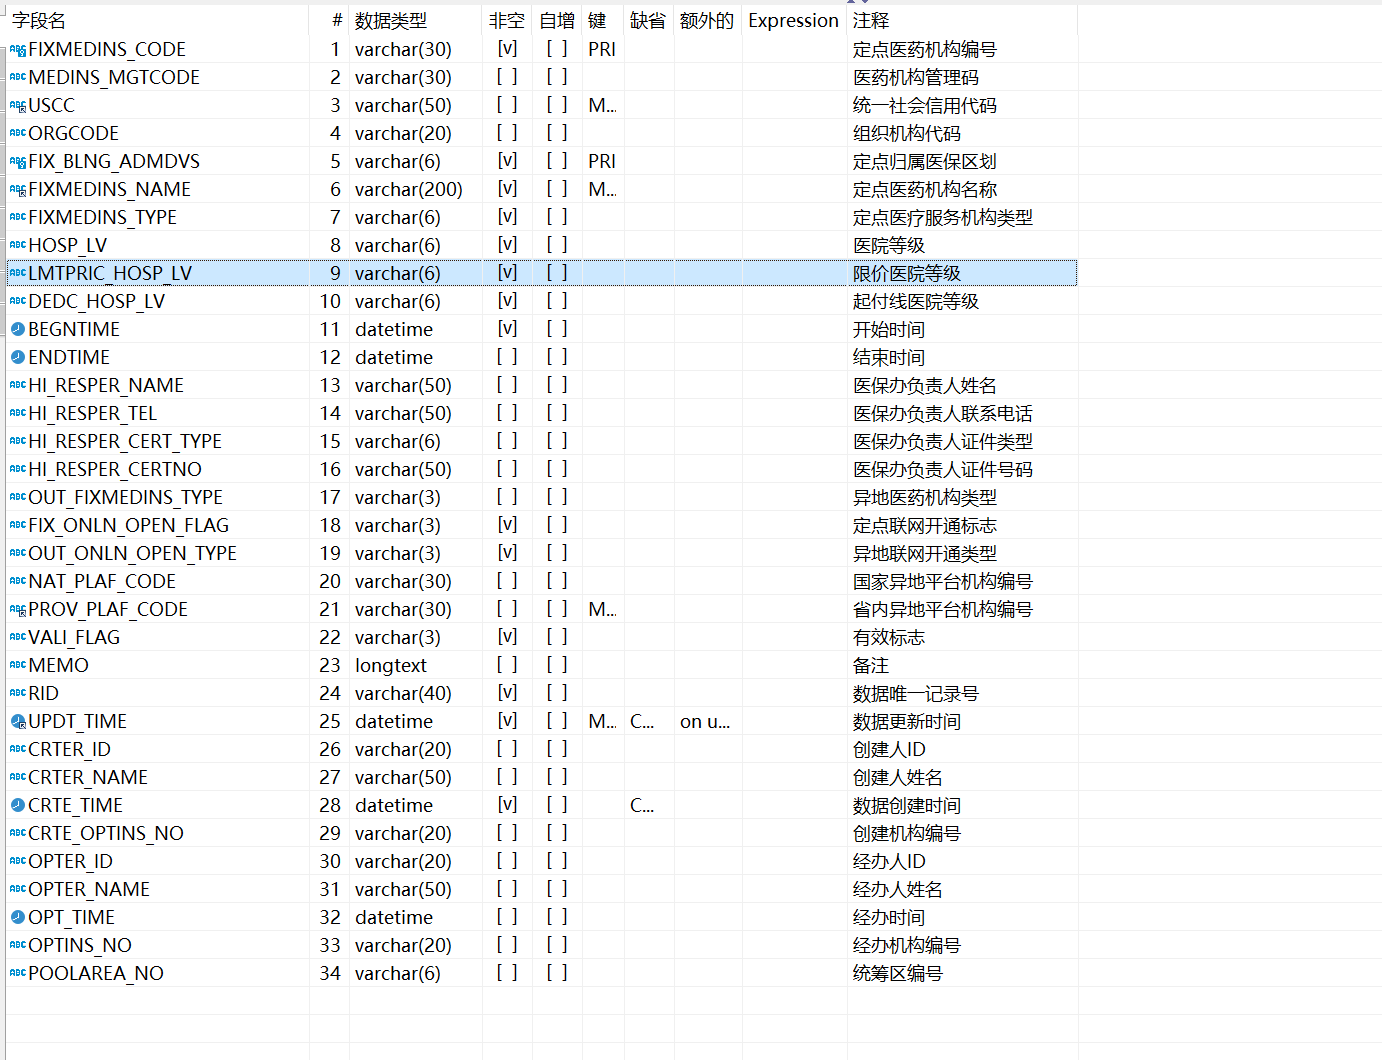 字段名 # 数据类型 非空 自增 键 缺省 额外的 Expression 注释
FIXMEDINS_CODE 1 varchar(30) [v] [ ] PRI 定点医药机构编号
MEDINS_MGTCODE 2 varchar(30) [ ] [ ] 医药机构管理码
USCC 3 varchar(50) [ ] [ ] M... 统一社会信用代码
ORGCODE 4 varchar(20) [ ] [ ] 组织机构代码
FIX_BLNG_ADMDVS 5 varchar(6) [v] [ ] PRI 定点归属医保区划
FIXMEDINS_NAME 6 varchar(200) [v] [ ] M... 定点医药机构名称
FIXMEDINS_TYPE 7 varchar(6) [v] [ ] 定点医疗服务机构类型
HOSP_LV 8 varchar(6) [v] [ ] 医院等级
LMTPRIC_HOSP_LV 9 varchar(6) [v] [ ] 限价医院等级
DEDC_HOSP_LV 10 varchar(6) [v] [ ] 起付线医院等级
BEGNTIME 11 datetime [v] [ ] 开始时间
ENDTIME 12 datetime [ ] [ ] 结束时间
HI_RESPER_NAME 13 varchar(50) [ ] [ ] 医保办负责人姓名
HI_RESPER_TEL 14 varchar(50) [ ] [ ] 医保办负责人联系电话
HI_RESPER_CERT_TYPE 15 varchar(6) [ ] [ ] 医保办负责人证件类型
HI_RESPER_CERTNO 16 varchar(50) [ ] [ ] 医保办负责人证件号码
OUT_FIXMEDINS_TYPE 17 varchar(3) [ ] [ ] 异地医药机构类型
FIX_ONLN_OPEN_FLAG 18 varchar(3) [v] [ ] 定点联网开通标志
OUT_ONLN_OPEN_TYPE 19 varchar(3) [v] [ ] 异地联网开通类型
NAT_PLAF_CODE 20 varchar(30) [ ] [ ] 国家异地平台机构编号
PROV_PLAF_CODE 21 varchar(30) [ ] [ ] M... 省内异地平台机构编号
VALI_FLAG 22 varchar(3) [v] [ ] 有效标志
MEMO 23 longtext [ ] [ ] 备注
RID 24 varchar(40) [v] [ ] 数据唯一记录号
UPDT_TIME 25 datetime [v] [ ] M... C... on u... 数据更新时间
CRTER_ID 26 varchar(20) [ ] [ ] 创建人ID
CRTER_NAME 27 varchar(50) [ ] [ ] 创建人姓名
CRTE_TIME 28 datetime [v] [ ] C... 数据创建时间
CRTE_OPTINS_NO 29 varchar(20) [ ] [ ] 创建机构编号
OPTER_ID 30 varchar(20) [ ] [ ] 经办人ID
OPTER_NAME 31 varchar(50) [ ] [ ] 经办人姓名
OPT_TIME 32 datetime [ ] [ ] 经办时间
OPTINS_NO 33 varchar(20) [ ] [ ] 经办机构编号
POOLAREA_NO 34 varchar(6) [ ] [ ] 统筹区编号